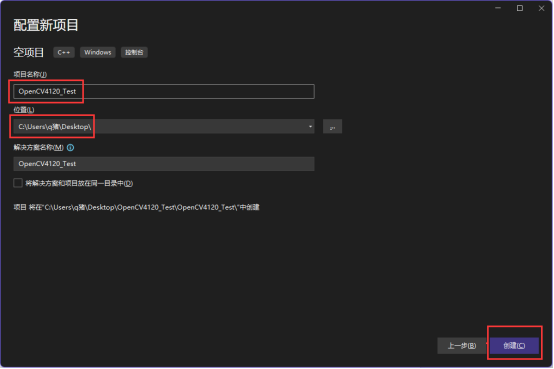 配置新项目
空项目 C++ Windows 控制台
项目名称(J)
OpenCV4120_Test
位置(L)
C:\Users\q猪\Desktop\
...
解决方案名称(M)
OpenCV4120_Test
将解决方案和项目放在同一目录中(D)
项目 将在"C:\Users\q猪\Desktop\OpenCV4120_Test\OpenCV4120_Test\"中创建
上一步(B) 创建(C)